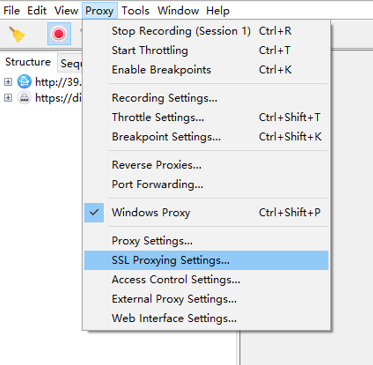 File Edit View Proxy Tools Window Help
Structure Sequ
http://39.
https://di
Stop Recording (Session 1) Ctrl+R
Start Throttling Ctrl+T
Enable Breakpoints Ctrl+K
Recording Settings...
Throttle Settings... Ctrl+Shift+T
Breakpoint Settings... Ctrl+Shift+K
Reverse Proxies...
Port Forwarding...
Windows Proxy Ctrl+Shift+P
Proxy Settings...
SSL Proxying Settings...
Access Control Settings...
External Proxy Settings...
Web Interface Settings...